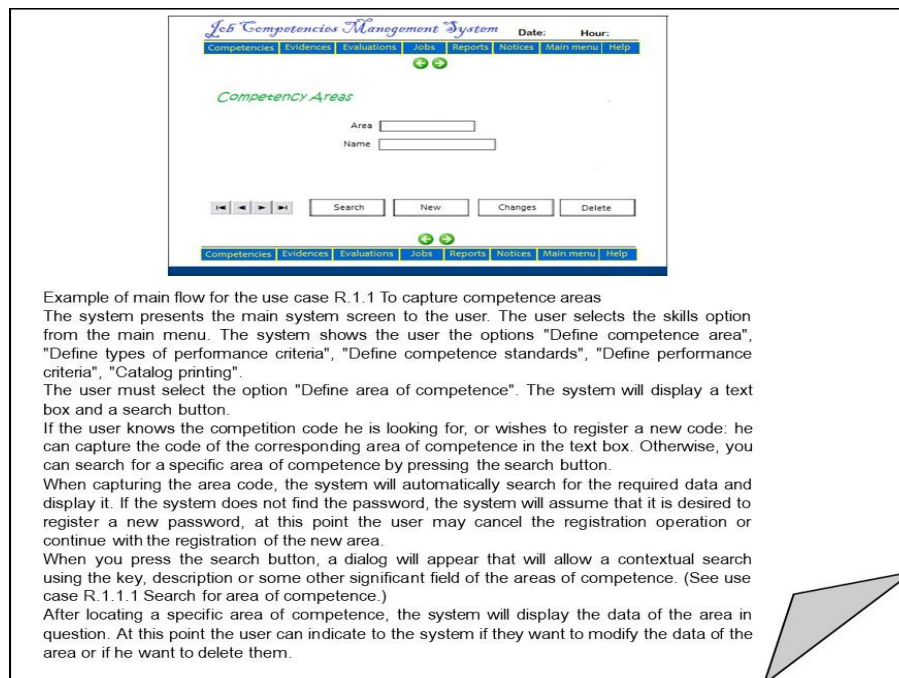 Job Competencies Manegement System Date: Hour:
Competencies Evidences Evaluations Jobs Reports Notices Main menu Help
Competency Areas
Area
Name
Search New Changes Delete
Competencies Evidences Evaluations Jobs Reports Notices Main menu Help
Example of main flow for the use case R.1.1 To capture competence areas
The system presents the main system screen to the user. The user selects the skills option
from the main menu. The system shows the user the options "Define competence area",
"Define types of performance criteria", "Define competence standards", "Define performance
criteria", "Catalog printing".
The user must select the option "Define area of competence". The system will display a text
box and a search button.
If the user knows the competition code he is looking for, or wishes to register a new code: he
can capture the code of the corresponding area of competence in the text box. Otherwise, you
can search for a specific area of competence by pressing the search button.
When capturing the area code, the system will automatically search for the required data and
display it. If the system does not find the password, the system will assume that it is desired to
register a new password, at this point the user may cancel the registration operation or
continue with the registration of the new area.
When you press the search button, a dialog will appear that will allow a contextual search
using the key, description or some other significant field of the areas of competence. (See use
case R.1.1.1 Search for area of competence.)
After locating a specific area of competence, the system will display the data of the area in
question. At this point the user can indicate to the system if they want to modify the data of the
area or if he want to delete them.